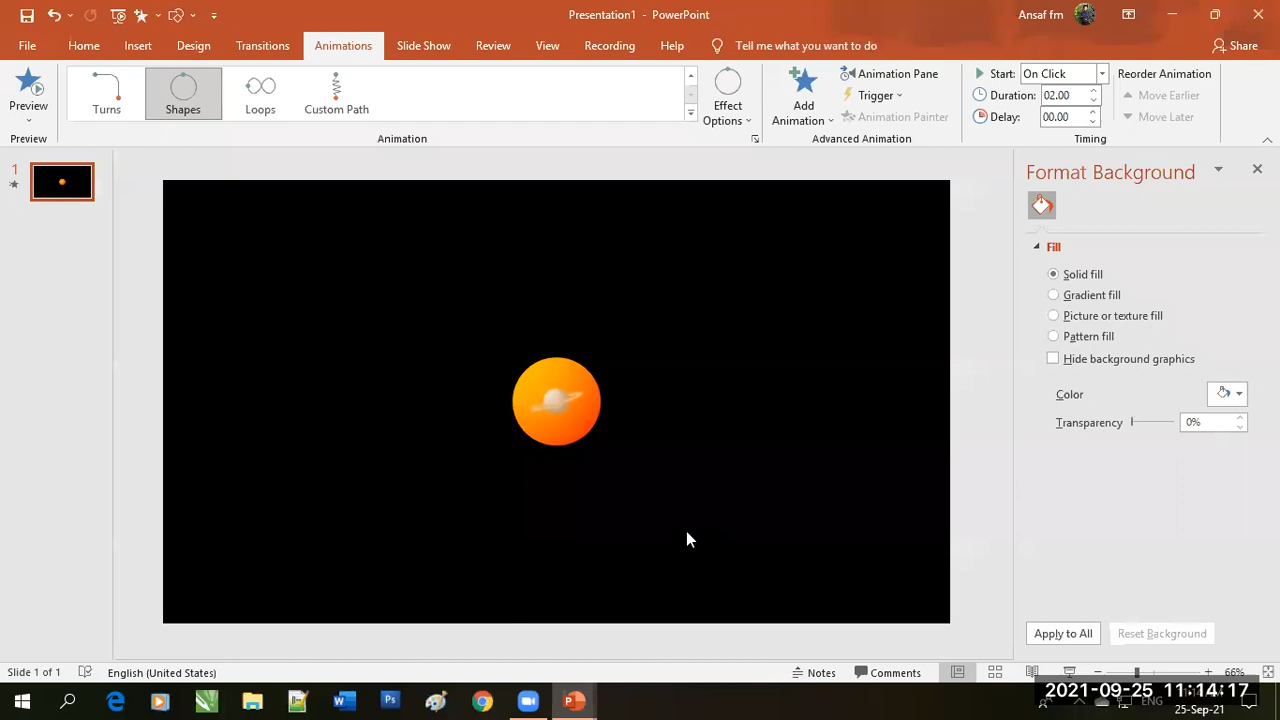 Presentation1 - PowerPoint
Ansaf fm
File Home Insert Design Transitions Animations Slide Show Review View Recording Help Tell me what you want to do Share
Preview
Preview
Turns Shapes Loops Custom Path
Animation
Effect Options
Add Animation
Animation Pane
Trigger
Animation Painter
Advanced Animation
Start: On Click
Duration: 02.00
Delay: 00.00
Timing
Reorder Animation
Move Earlier
Move Later
1
Format Background
Fill
Solid fill
Gradient fill
Picture or texture fill
Pattern fill
Hide background graphics
Color
Transparency 0%
Apply to All Reset Background
Slide 1 of 1 English (United States) Notes Comments 66%
2021-09-25 11:14:17
ENG
25-Sep-21